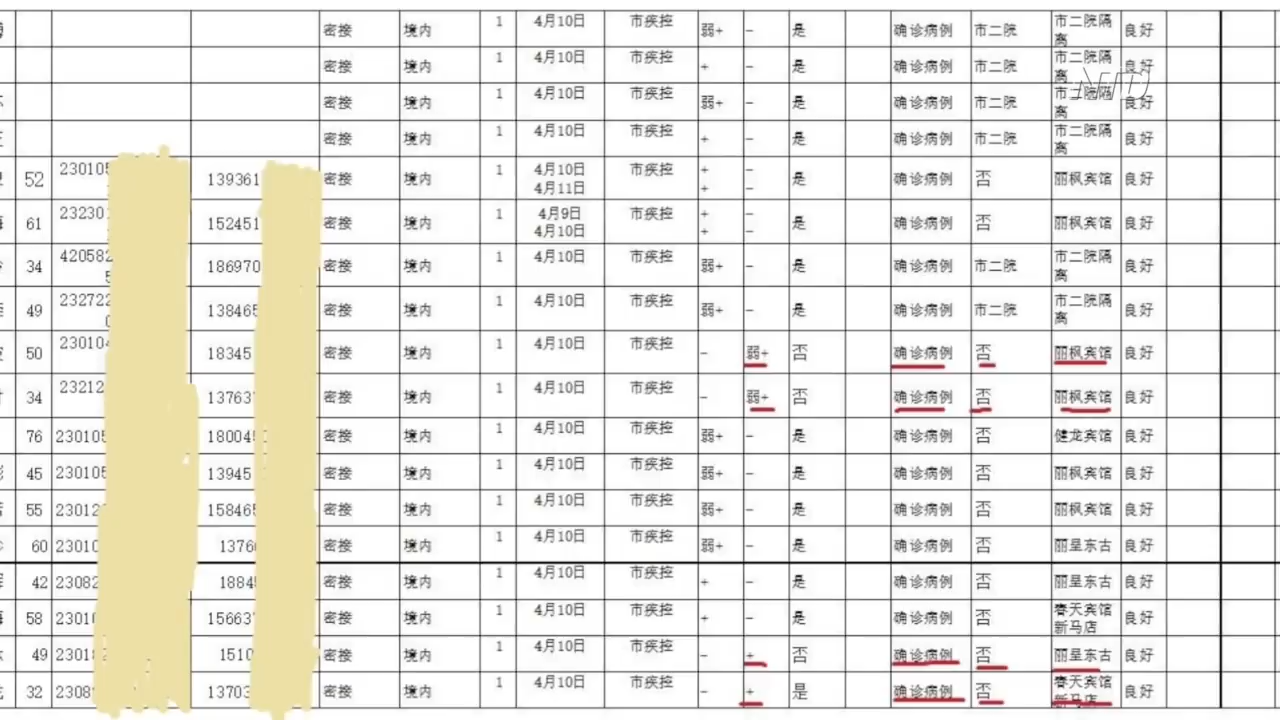 密接 境内 1 4月10日 市疾控 弱+ - 是 确诊病例 市二院 市二院隔离 良好
密接 境内 1 4月10日 市疾控 + - 是 确诊病例 市二院 市二院隔离 良好
NTD
密接 境内 1 4月10日 市疾控 弱+ - 是 确诊病例 市二院 市二院隔离 良好
密接 境内 1 4月10日 市疾控 + - 是 确诊病例 市二院 市二院隔离 良好
52 230105 139361 密接 境内 1 4月10日 4月11日 市疾控 + + - - 是 确诊病例 否 丽枫宾馆 良好
61 232301 152451 密接 境内 1 4月9日 4月10日 市疾控 + + - - 是 确诊病例 否 丽枫宾馆 良好
34 420582 186970 密接 境内 1 4月10日 市疾控 弱+ - 是 确诊病例 市二院 市二院隔离 良好
49 232722 138465 密接 境内 1 4月10日 市疾控 弱+ - 是 确诊病例 市二院 市二院隔离 良好
50 230104 18345 密接 境内 1 4月10日 市疾控 - 弱+ 否 确诊病例 否 丽枫宾馆 良好
34 23212 13763 密接 境内 1 4月10日 市疾控 - 弱+ 否 确诊病例 否 丽枫宾馆 良好
76 230105 180045 密接 境内 1 4月10日 市疾控 弱+ - 是 确诊病例 否 健龙宾馆 良好
45 230105 13945 密接 境内 1 4月10日 市疾控 弱+ - 是 确诊病例 否 丽枫宾馆 良好
55 23012 158465 密接 境内 1 4月10日 市疾控 弱+ - 是 确诊病例 否 丽枫宾馆 良好
60 23010 1376 密接 境内 1 4月10日 市疾控 弱+ - 是 确诊病例 否 丽呈东古 良好
42 23082 1884 密接 境内 1 4月10日 市疾控 + - 是 确诊病例 否 丽呈东古 良好
58 23010 156637 密接 境内 1 4月10日 市疾控 + - 是 确诊病例 否 春天宾馆新马店 良好
49 23018 1510 密接 境内 1 4月10日 市疾控 - + 否 确诊病例 否 丽呈东古 良好
32 2308 13703 密接 境内 1 4月10日 市疾控 - + 是 确诊病例 否 春天宾馆新马店 良好